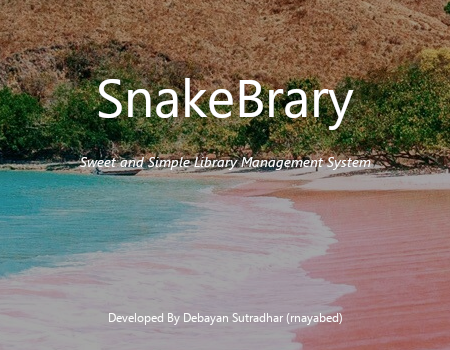 SnakeBrary
Sweet and Simple Library Management System
Developed By Debayan Sutradhar (rnayabed)